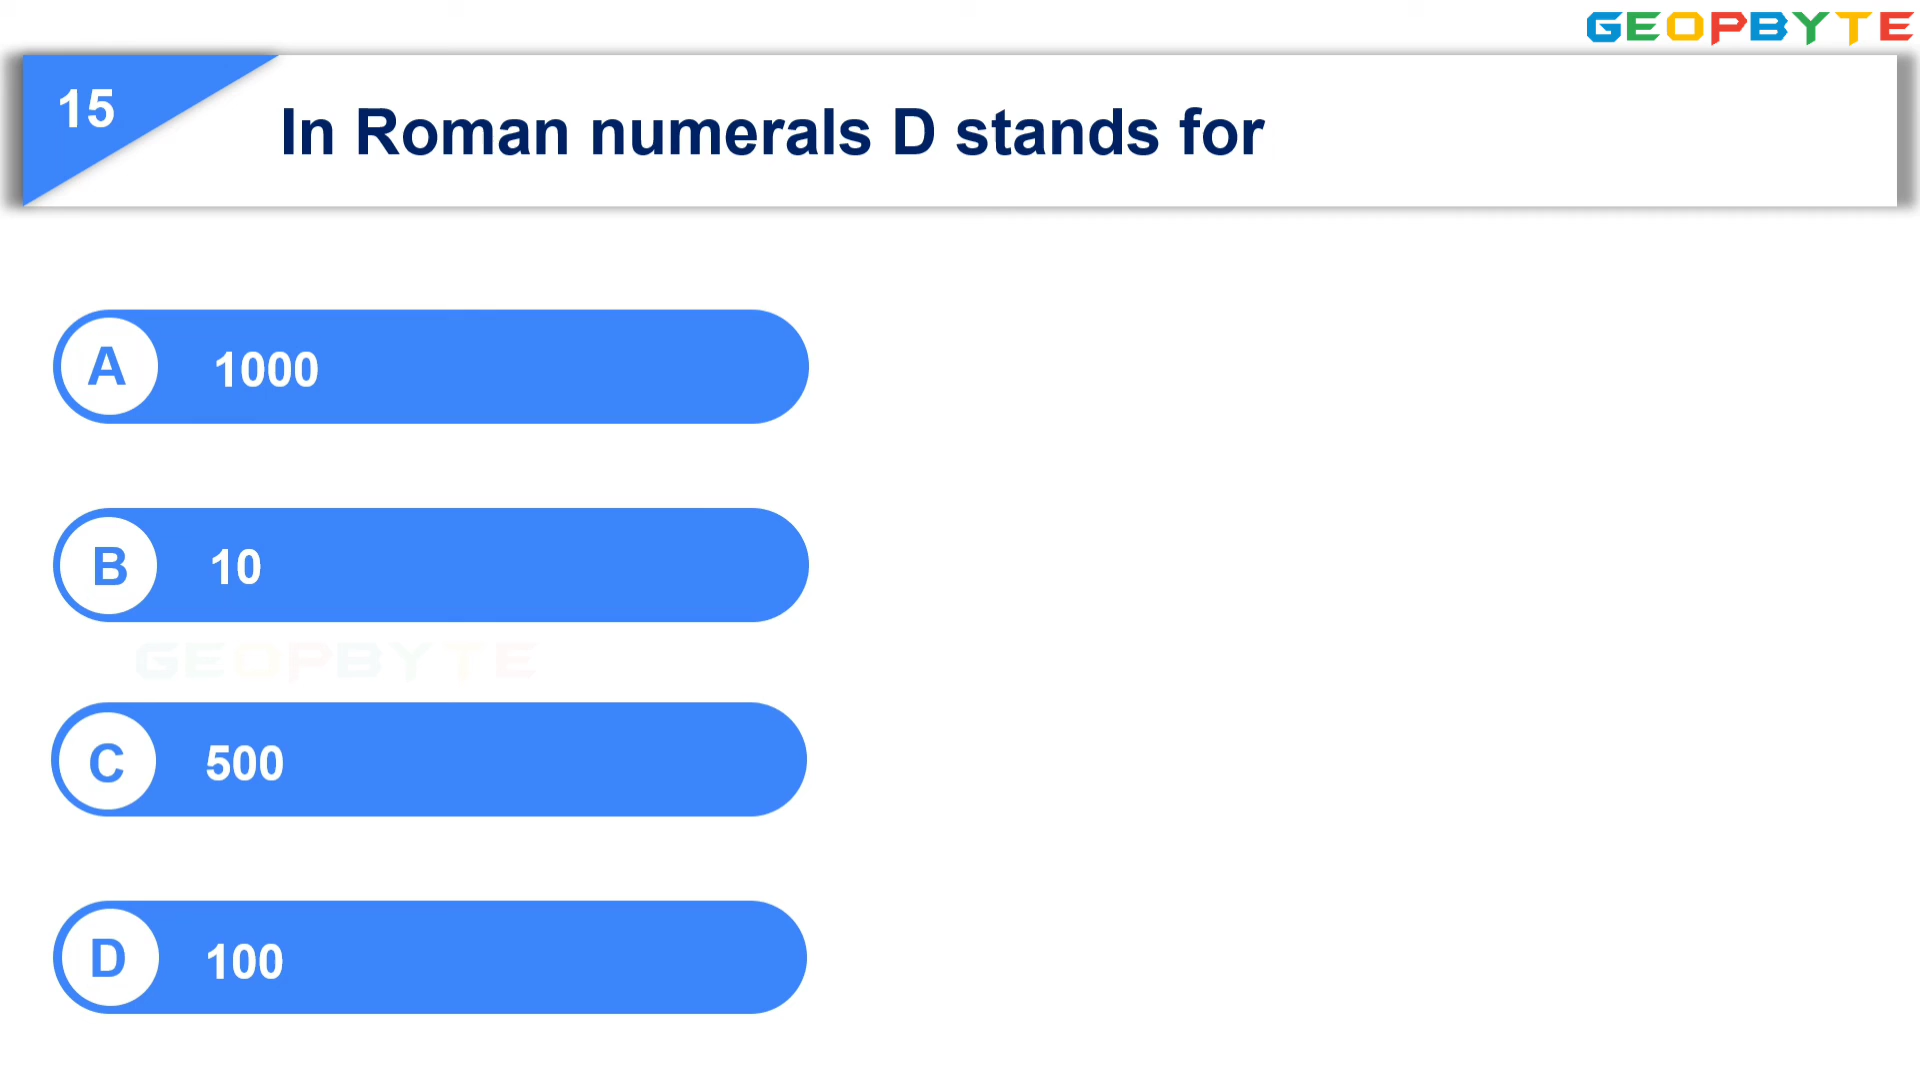 GEOPBYTE
15
In Roman numerals D stands for
A 1000
B 10
GEOPBYTE
C 500
D 100